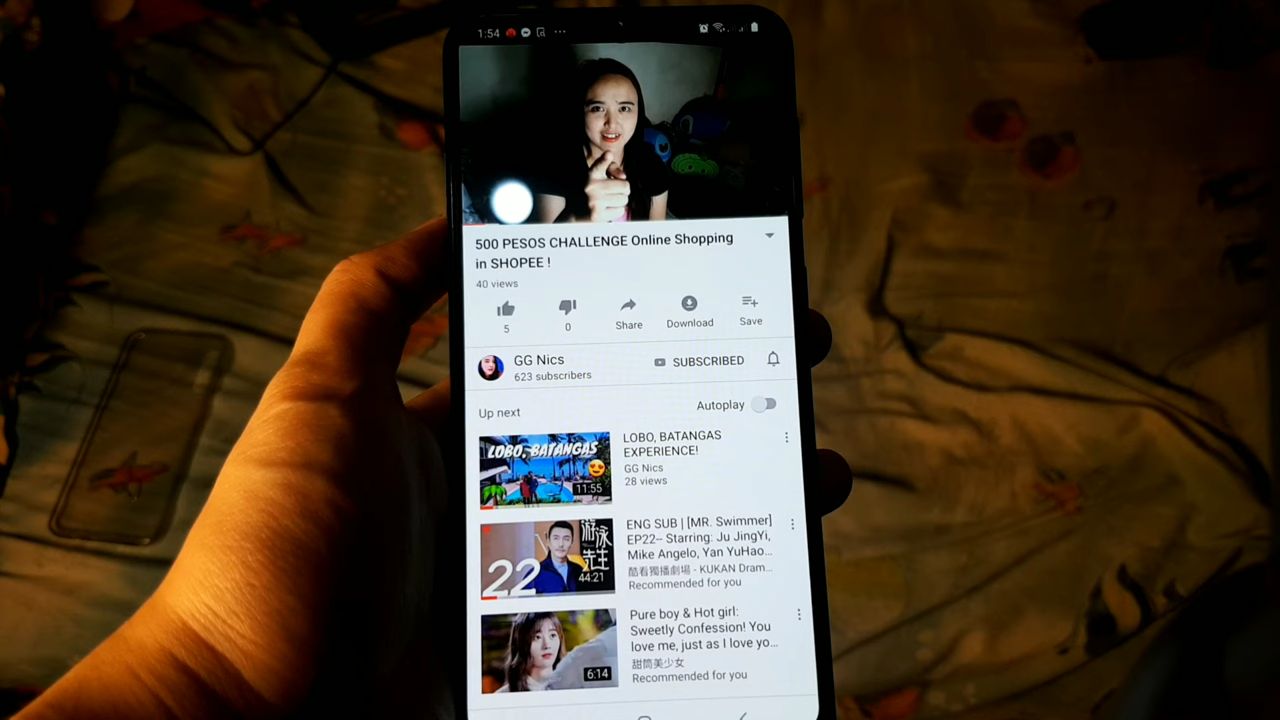 1:54
500 PESOS CHALLENGE Online Shopping
in SHOPEE !
40 views
5
0
Share
Download
Save
GG Nics
623 subscribers
SUBSCRIBED
Up next
Autoplay
LOBO, BATANGAS
11:55
LOBO, BATANGAS
EXPERIENCE!
GG Nics
28 views
游泳
先生
22
44:21
ENG SUB | [MR. Swimmer]
EP22-- Starring: Ju JingYi,
Mike Angelo, Yan YuHao...
酷看獨播劇場 - KUKAN Dram...
Recommended for you
6:14
Pure boy & Hot girl:
Sweetly Confession! You
love me, just as I love yo...
甜筒美少女
Recommended for you